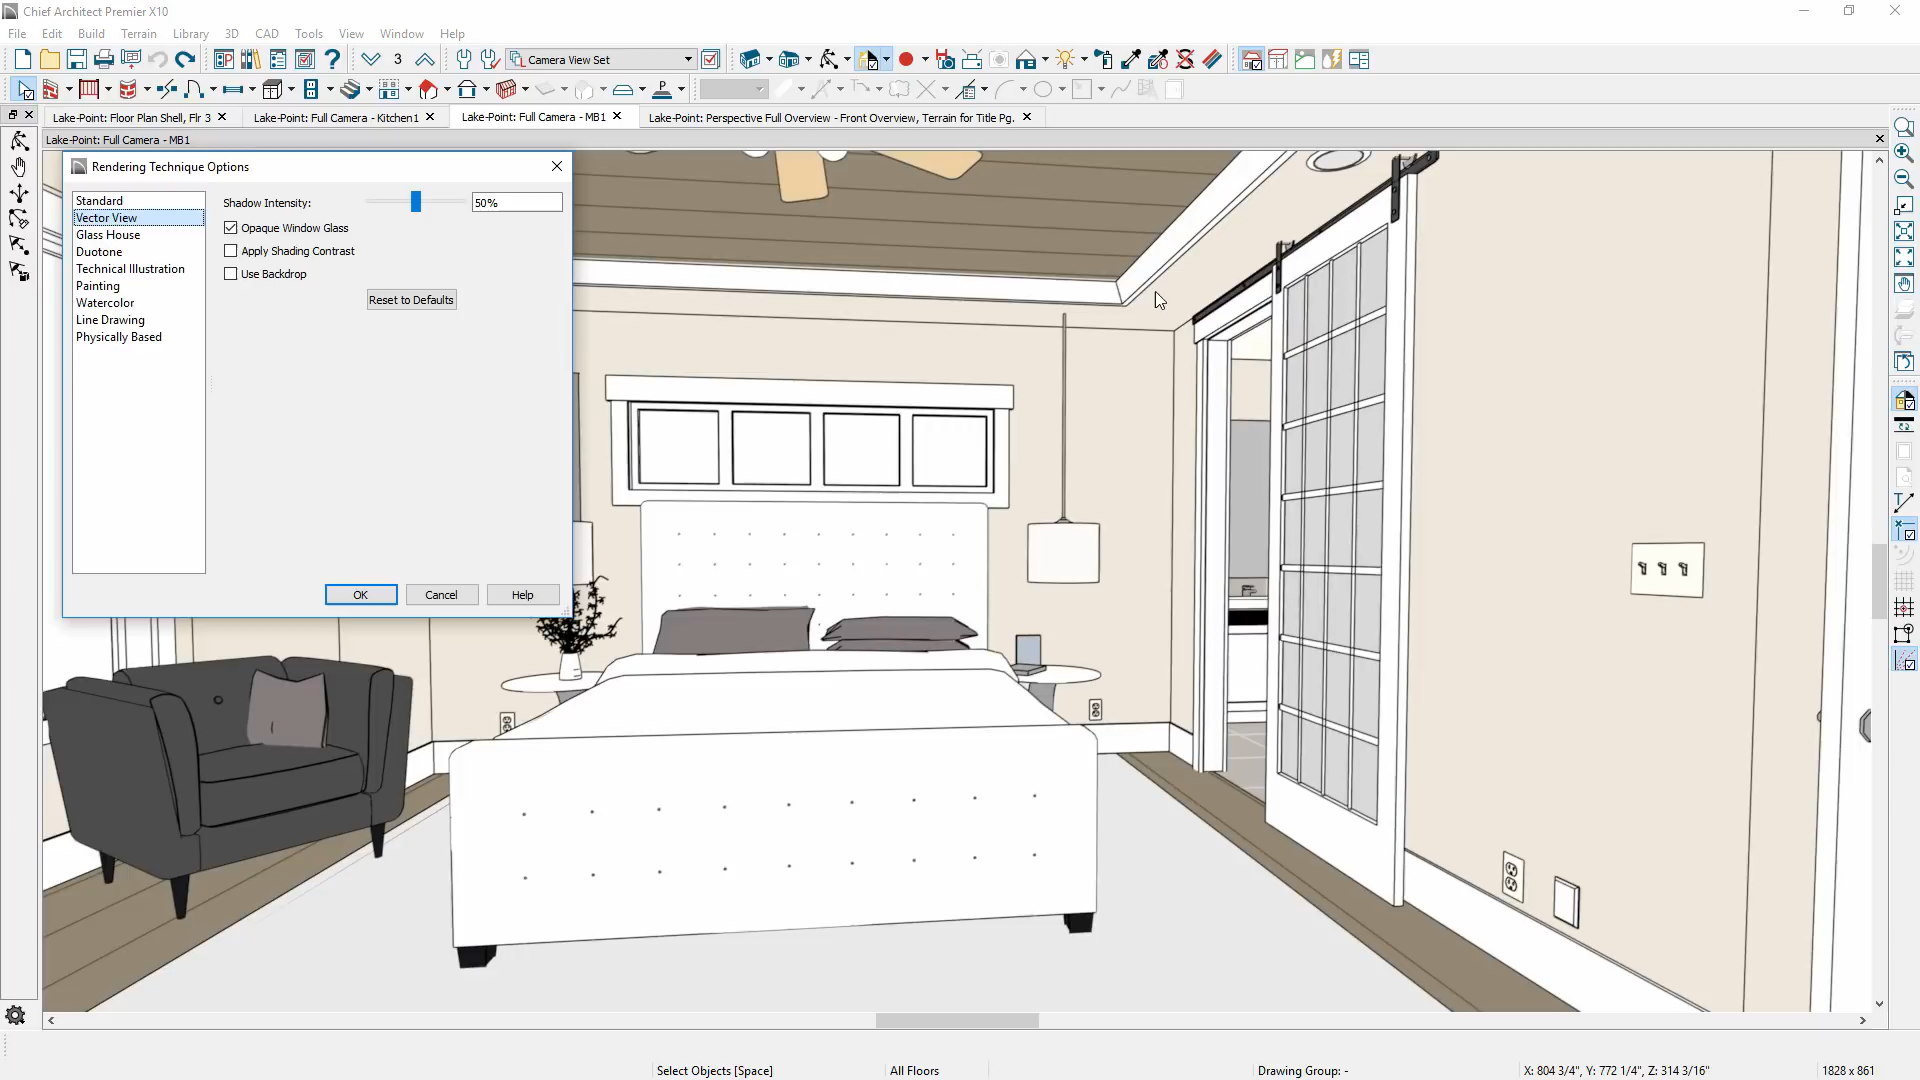 Chief Architect Premier X10
File Edit Build Terrain Library 3D CAD Tools View Window Help
3 Camera View Set
P
Lake-Point: Floor Plan Shell, Flr 3 Lake-Point: Full Camera - Kitchen1 Lake-Point: Full Camera - MB1 Lake-Point: Perspective Full Overview - Front Overview, Terrain for Title Pg.
Lake-Point: Full Camera - MB1
Rendering Technique Options
Standard
Vector View
Glass House
Duotone
Technical Illustration
Painting
Watercolor
Line Drawing
Physically Based
Shadow Intensity: 50%
Opaque Window Glass
Apply Shading Contrast
Use Backdrop
Reset to Defaults
OK Cancel Help
Select Objects [Space] All Floors Drawing Group: - X: 804 3/4", Y: 772 1/4", Z: 314 3/16" 1828 x 861